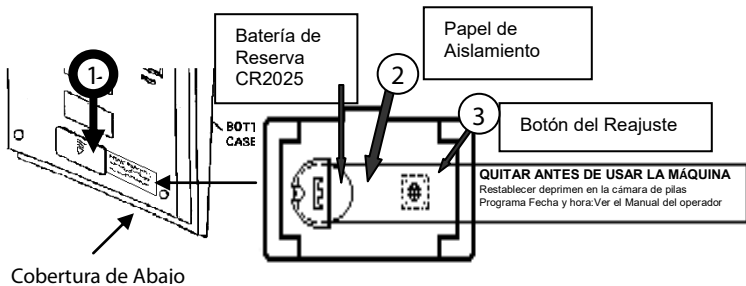 1-
Batería de
Reserva
CR2025
2
Papel de
Aislamiento
3
Botón del Reajuste
BOTT
CASE
QUITAR ANTES DE USAR LA MáQUINA
Restablecer deprimen en la cámara de pilas
Programa Fecha y hora:Ver el Manual del operador
Cobertura de Abajo